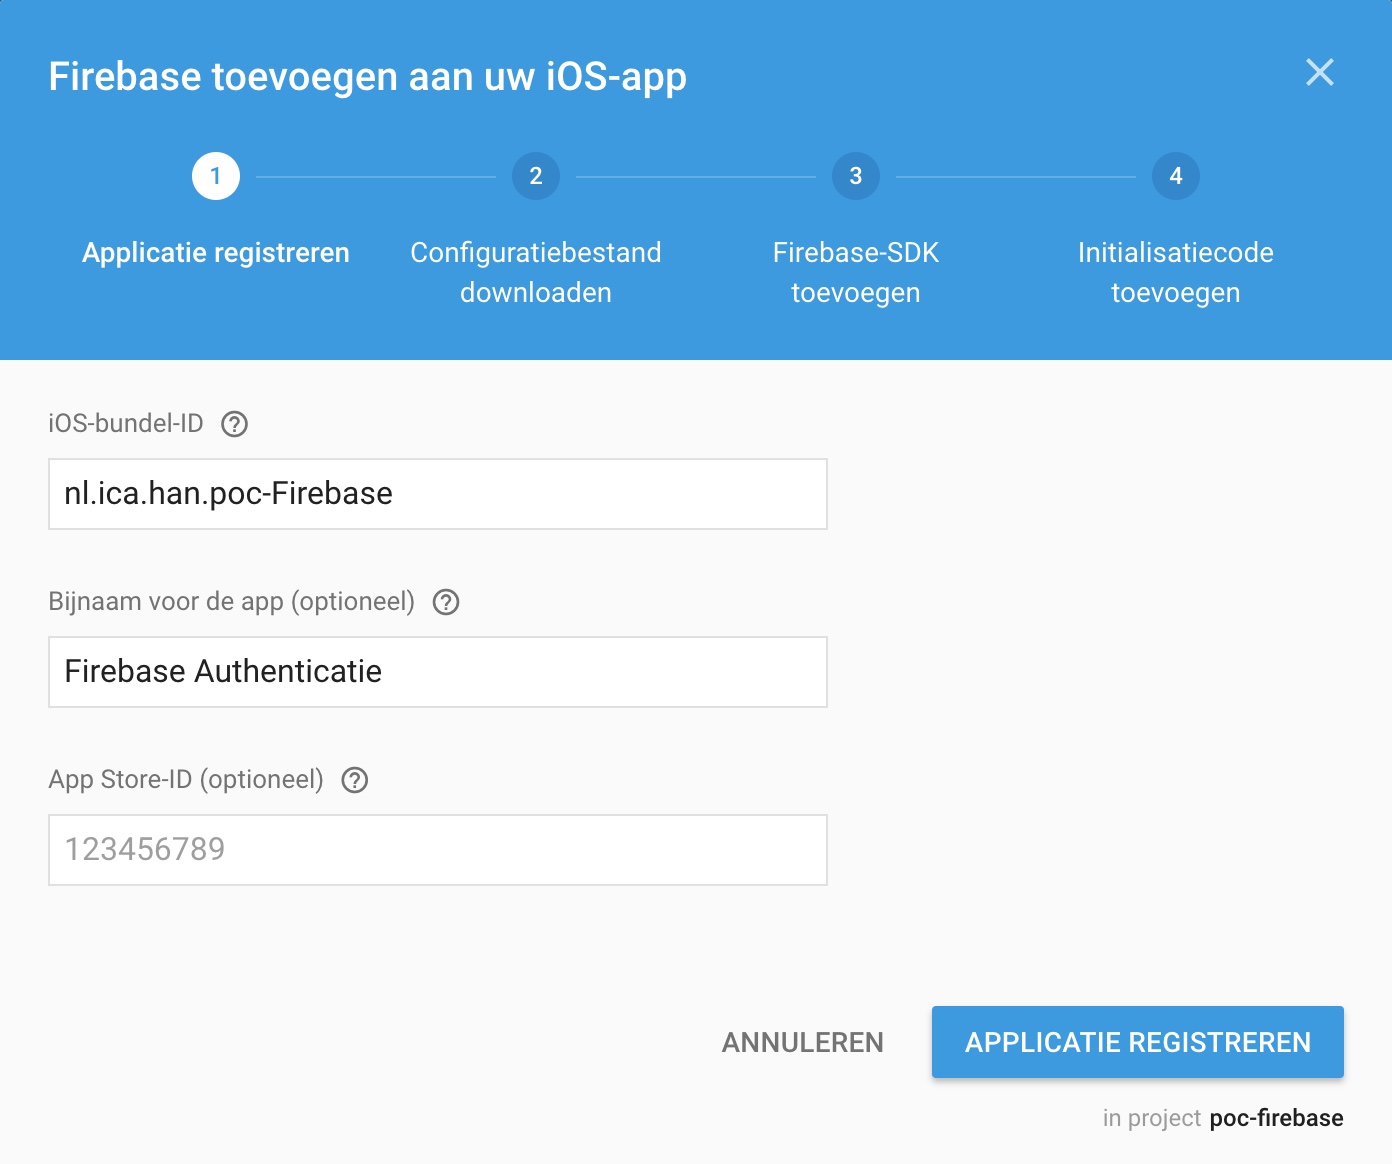 Firebase toevoegen aan uw iOS-app
1
2
3
4
Applicatie registreren
Configuratiebestand
downloaden
Firebase-SDK
toevoegen
Initialisatiecode
toevoegen
iOS-bundel-ID
nl.ica.han.poc-Firebase
Bijnaam voor de app (optioneel)
Firebase Authenticatie
App Store-ID (optioneel)
123456789
ANNULEREN
APPLICATIE REGISTREREN
in project poc-firebase